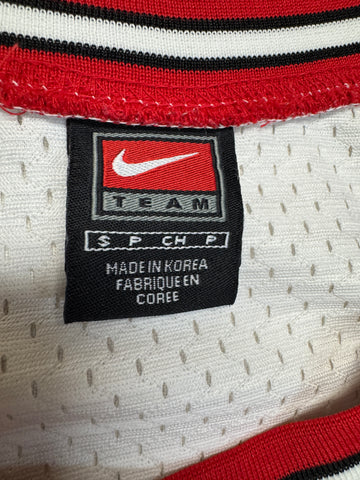 TEAM
S P CH P
MADE IN KOREA
FABRIQUE EN
COREE